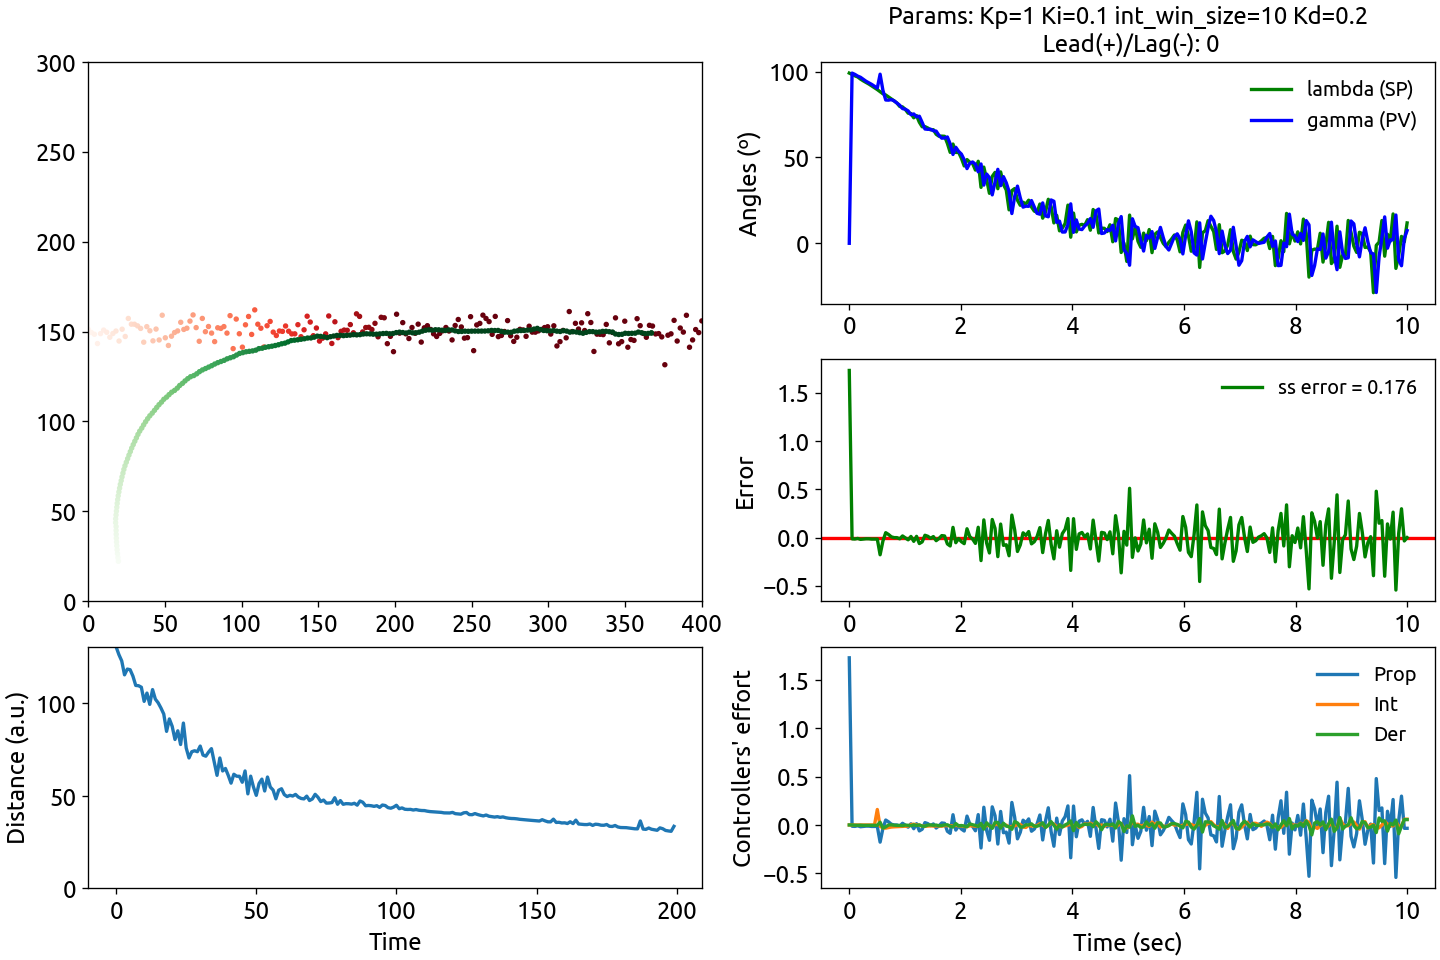 Params: Kp=1 Ki=0.1 int_win_size=10 Kd=0.2
Lead(+)/Lag(-): 0
300
250
200
150
100
50
0
0 50 100 150 200 250 300 350 400
100
50
0
Angles (º)
lambda (SP)
gamma (PV)
0 2 4 6 8 10
1.5
1.0
0.5
0.0
−0.5
Error
ss error = 0.176
0 2 4 6 8 10
100
50
0
Distance (a.u.)
0 50 100 150 200
Time
1.5
1.0
0.5
0.0
−0.5
Controllers' effort
Prop
Int
Der
0 2 4 6 8 10
Time (sec)